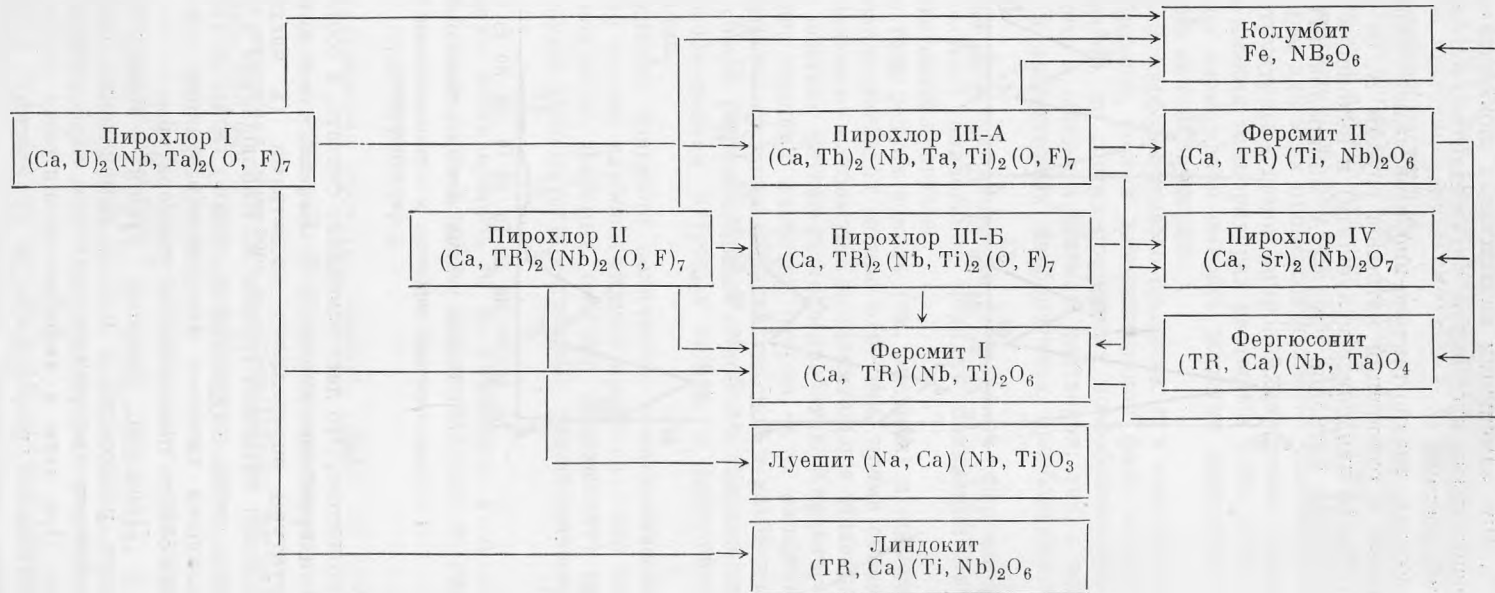 Колумбит
Fe, NB₂O₆
Пирохлор I
(Ca, U)₂(Nb, Ta)₂(O, F)₇
Пирохлор III-А
(Ca, Th)₂(Nb, Ta, Ti)₂(O, F)₇
Ферсмит II
(Ca, TR)(Ti, Nb)₂O₆
Пирохлор II
(Ca, TR)₂(Nb)₂(O, F)₇
Пирохлор III-Б
(Ca, TR)₂(Nb, Ti)₂(O, F)₇
Пирохлор IV
(Ca, Sr)₂(Nb)₂O₇
Ферсмит I
(Ca, TR)(Nb, Ti)₂O₆
Фергюсонит
(TR, Ca)(Nb, Ta)O₄
Луешит (Na, Ca)(Nb, Ti)O₃
Линдокит
(TR, Ca)(Ti, Nb)₂O₆